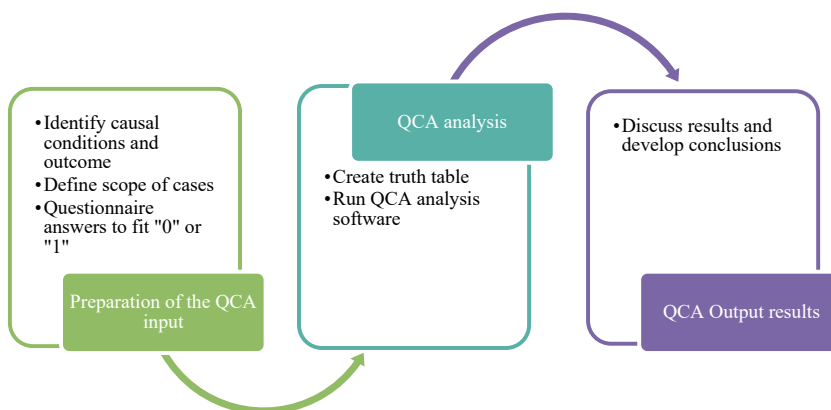 •Identify causal
conditions and
outcome
•Define scope of cases
•Questionnaire
answers to fit "0" or
"1"
Preparation of the QCA
input
QCA analysis
•Create truth table
•Run QCA analysis
software
•Discuss results and
develop conclusions
QCA Output results